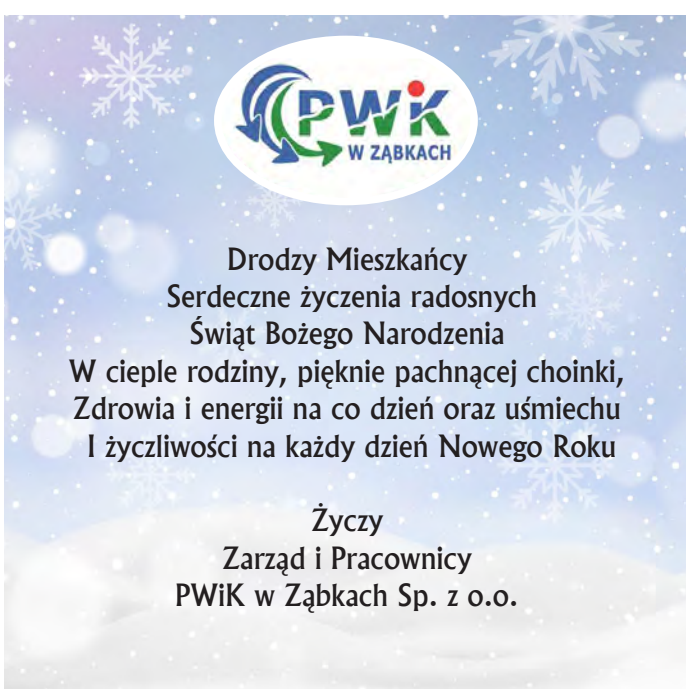 PWiK
W ZĄBKACH
Drodzy Mieszkańcy
Serdeczne życzenia radosnych
Świąt Bożego Narodzenia
W cieple rodziny, pięknie pachnącej choinki,
Zdrowia i energii na co dzień oraz uśmiechu
I życzliwości na każdy dzień Nowego Roku
Życzy
Zarząd i Pracownicy
PWiK w Ząbkach Sp. z o.o.